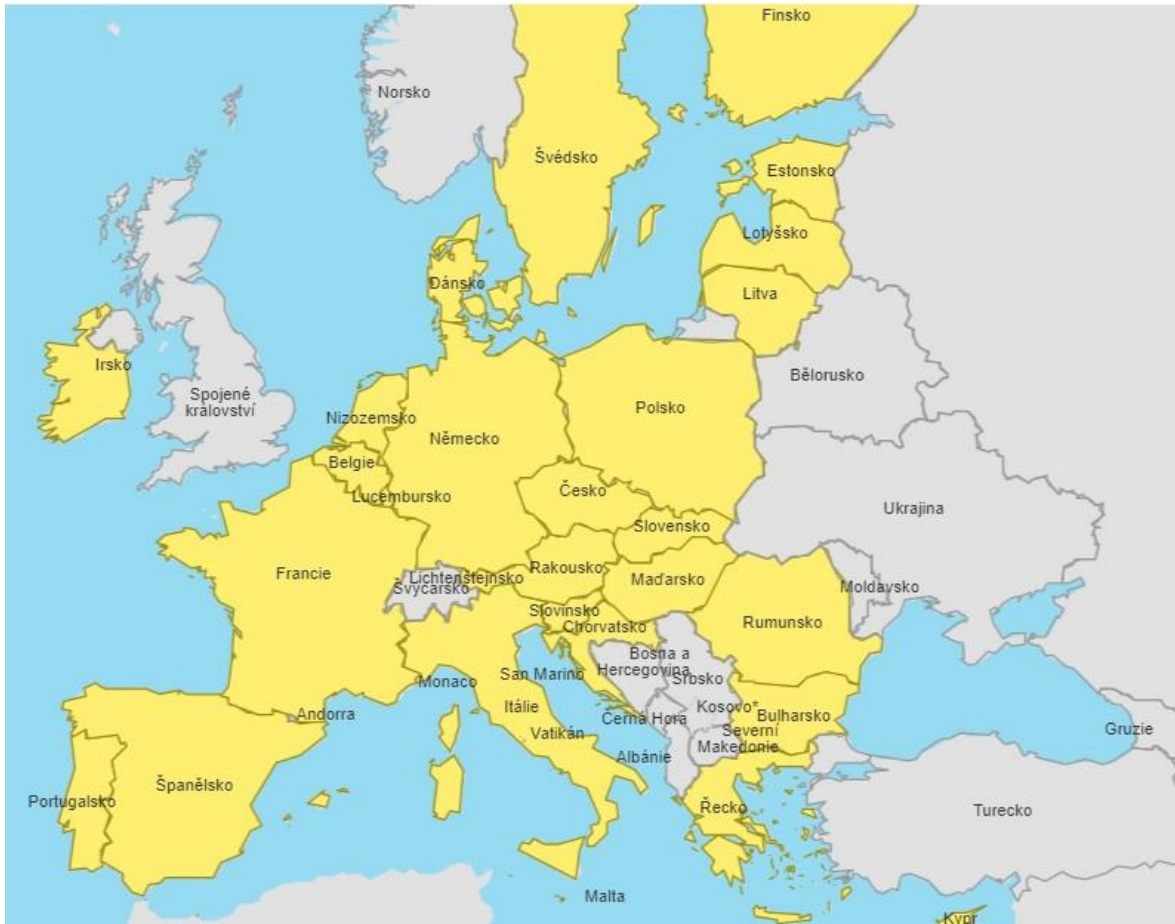 Finsko
Norsko
Švédsko
Estonsko
Lotyšsko
Dánsko
Litva
Irsko
Bělorusko
Spojené
království
Polsko
Nizozemsko
Německo
Belgie
Česko
Lucembursko
Ukrajina
Slovensko
Rakousko
Francie
Lichtenštejnsko
Maďarsko
Švýcarsko
Moldavsko
Slovinsko
Chorvatsko
Rumunsko
Bosna a
Hercegovina
San Marino
Srbsko
Monaco
Itálie
Kosovo*
Andorra
Černá Hora
Bulharsko
Vatikán
Severní
Makedonie
Gruzie
Albánie
Španělsko
Portugalsko
Řecko
Turecko
Malta
Kypr